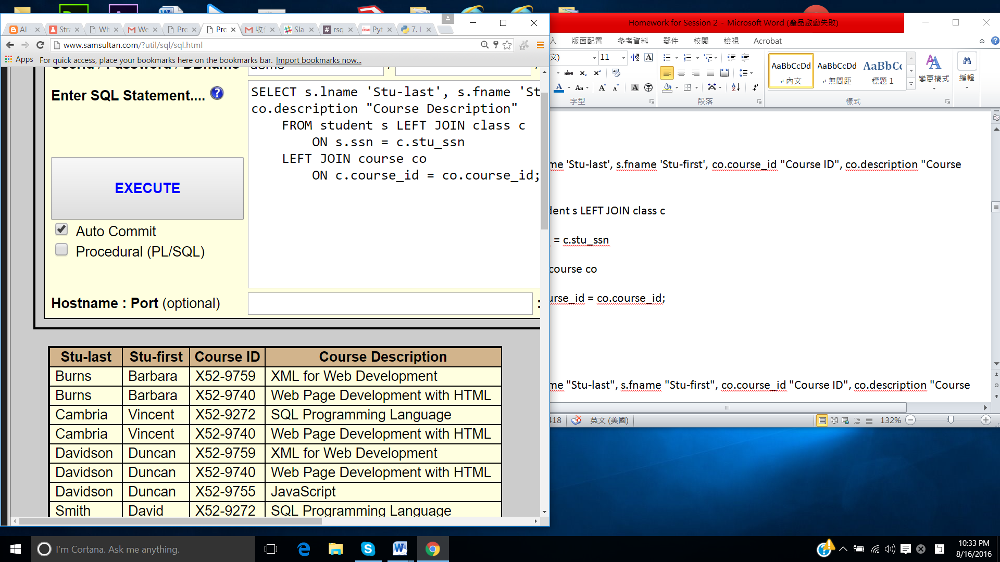 AI
Stra
Wh
We
Pro
Pro
收
Sla
rsq
Pyt
7. I
www.samsultan.com/?util/sql/sql.html
Apps
For quick access, place your bookmarks here on the bookmarks bar. Import bookmarks now...
Enter SQL Statement....
SELECT s.lname 'Stu-last', s.fname 'St
co.description "Course Description"
FROM student s LEFT JOIN class c
ON s.ssn = c.stu_ssn
LEFT JOIN course co
ON c.course_id = co.course_id;
EXECUTE
Auto Commit
Procedural (PL/SQL)
Hostname : Port (optional)
:
Stu-last Stu-first Course ID Course Description
Burns Barbara X52-9759 XML for Web Development
Burns Barbara X52-9740 Web Page Development with HTML
Cambria Vincent X52-9272 SQL Programming Language
Cambria Vincent X52-9740 Web Page Development with HTML
Davidson Duncan X52-9759 XML for Web Development
Davidson Duncan X52-9740 Web Page Development with HTML
Davidson Duncan X52-9755 JavaScript
Smith David X52-9272 SQL Programming Language
Homework for Session 2 - Microsoft Word (產品啟動失敗)
入 版面配置 參考資料 郵件 校閱 檢視 Acrobat
文) 11
AaBbCcDd AaBbCcDd AaBbCc
內文 無間距 標題 1 變更樣式 編輯
字型 段落 樣式
me 'Stu-last', s.fname 'Stu-first', co.course_id "Course ID", co.description "Course
dent s LEFT JOIN class c
= c.stu_ssn
course co
urse_id = co.course_id;
me "Stu-last", s.fname "Stu-first", co.course_id "Course ID", co.description "Course
418 英文 (美國) 132%
I'm Cortana. Ask me anything.
10:33 PM
8/16/2016